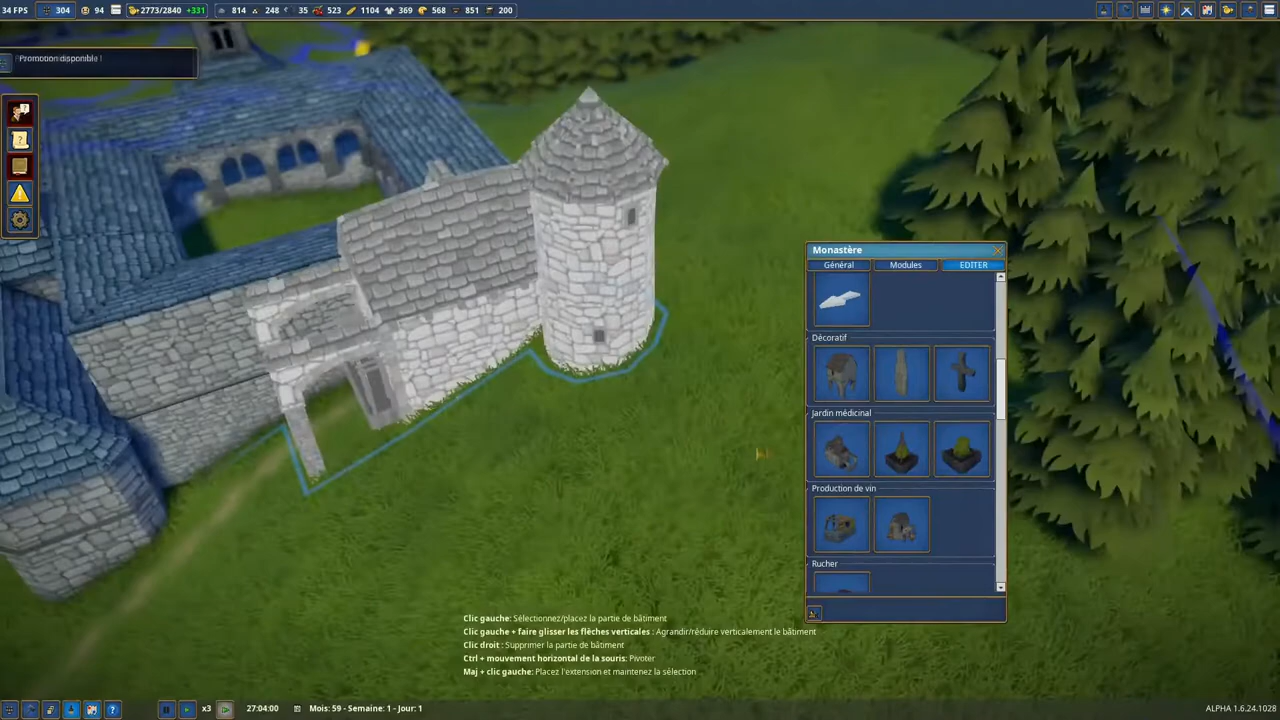 34 FPS 304 94 2773/2840 +331 814 248 35 523 1104 369 568 851 200
Promotion disponible !
Monastère
Général Modules EDITER
Décoratif
Jardin médicinal
Production de vin
Rucher
Clic gauche: Sélectionnez/placez la partie de bâtiment
Clic gauche + faire glisser les flèches verticales : Agrandir/réduire verticalement le bâtiment
Clic droit : Supprimer la partie de bâtiment
Ctrl + mouvement horizontal de la souris: Pivoter
Maj + clic gauche: Placez l'extension et maintenez la sélection
x3 27:04:00 Mois: 59 - Semaine: 1 - Jour: 1 ALPHA 1.6.24.1028